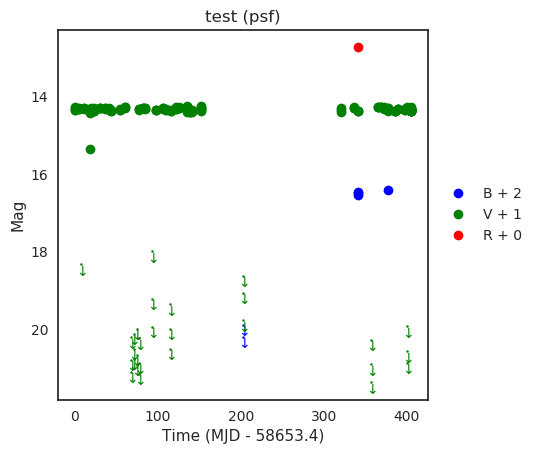 test (psf)
Mag
14
16
18
20
0
100
200
300
400
Time (MJD - 58653.4)
B + 2
V + 1
R + 0